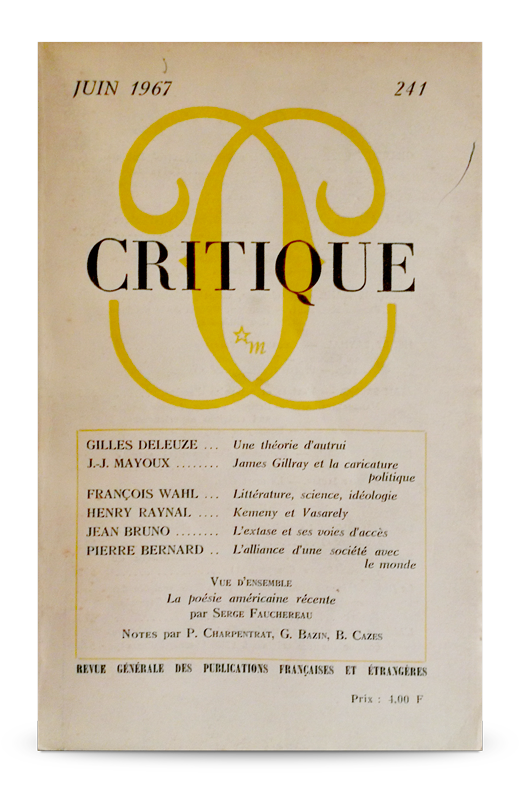 JUIN 1967 241
CRITIQUE
m
GILLES DELEUZE ... Une théorie d'autrui
J.-J. MAYOUX ........ James Gillray et la caricature
politique
FRANÇOIS WAHL ... Littérature, science, idéologie
HENRY RAYNAL .... Kemeny et Vasarely
JEAN BRUNO ........ L'extase et ses voies d'accès
PIERRE BERNARD .. L'alliance d'une société avec
le monde
VUE D'ENSEMBLE
La poésie américaine récente
par SERGE FAUCHEREAU
NOTES par P. CHARPENTRAT, G. BAZIN, B. CAZES
REVUE GÉNÉRALE DES PUBLICATIONS FRANÇAISES ET ÉTRANGÈRES
Prix : 4,00 F